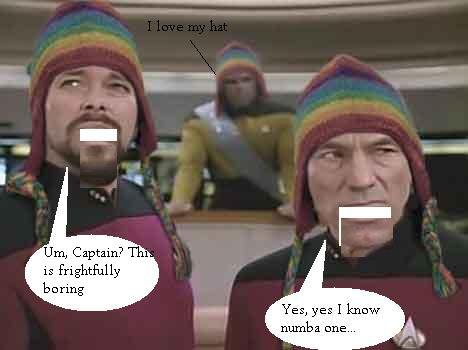 I love my hat
Um, Captain? This
is frightfully
boring
Yes, yes I know
numba one...